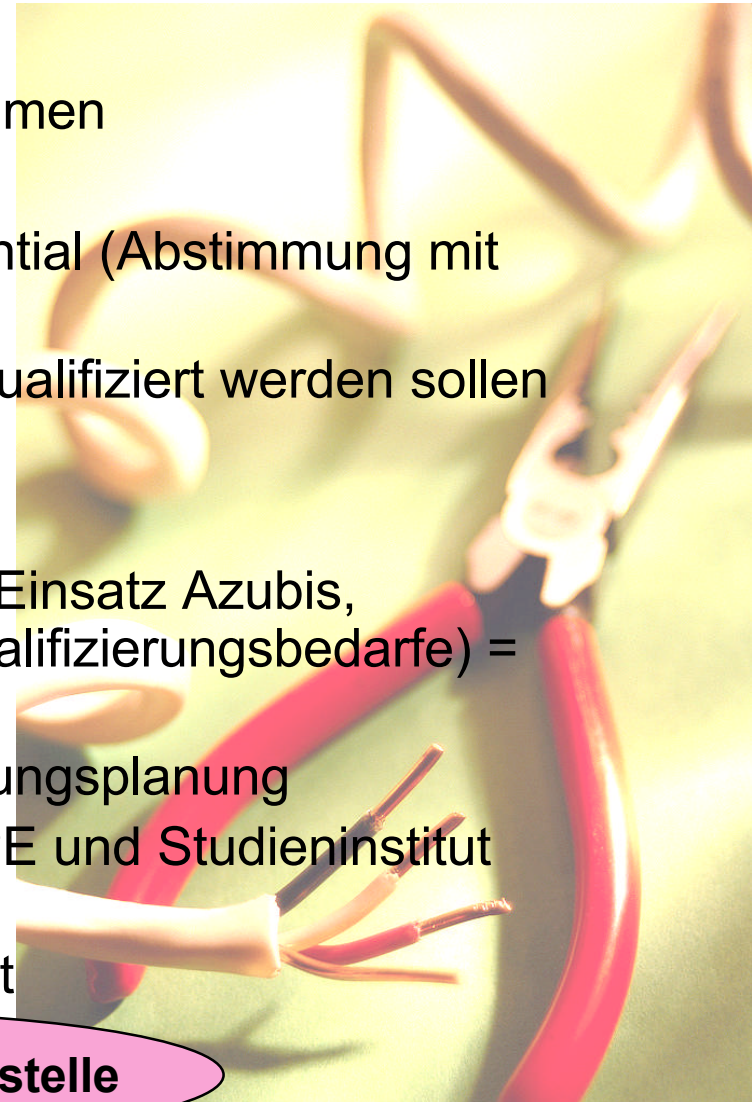 men
ntial (Abstimmung mit
ualifiziert werden sollen
Einsatz Azubis,
alifizierungsbedarfe) =
ungsplanung
E und Studieninstitut
t
stelle